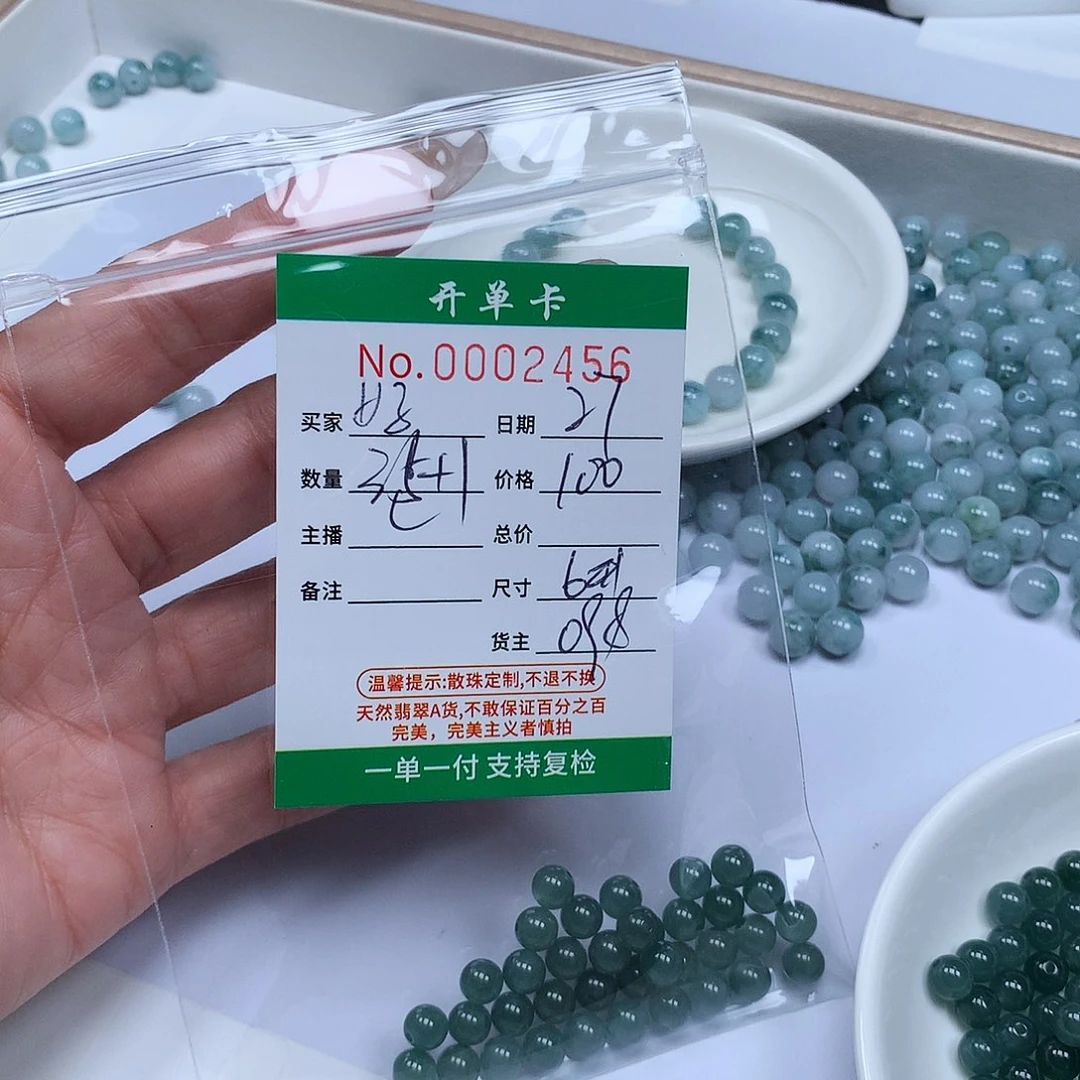 开单卡
No.0002456
买家 日期 27
数量 价格 100
主播 总价
备注 尺寸
货主 098
温馨提示:散珠定制,不退不换
天然翡翠A货,不敢保证百分之百
完美，完美主义者慎拍
一单一付 支持复检